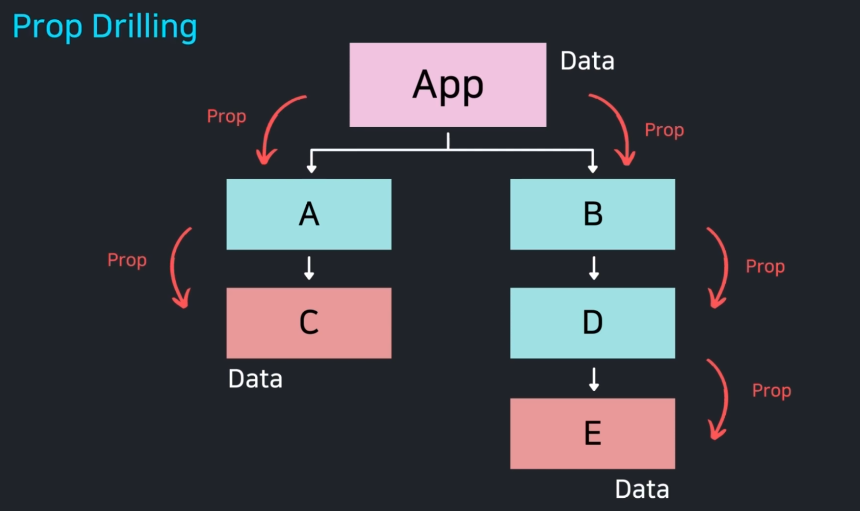 Prop Drilling
App
Data
Prop
Prop
A
B
Prop
Prop
C
D
Data
Prop
E
Data